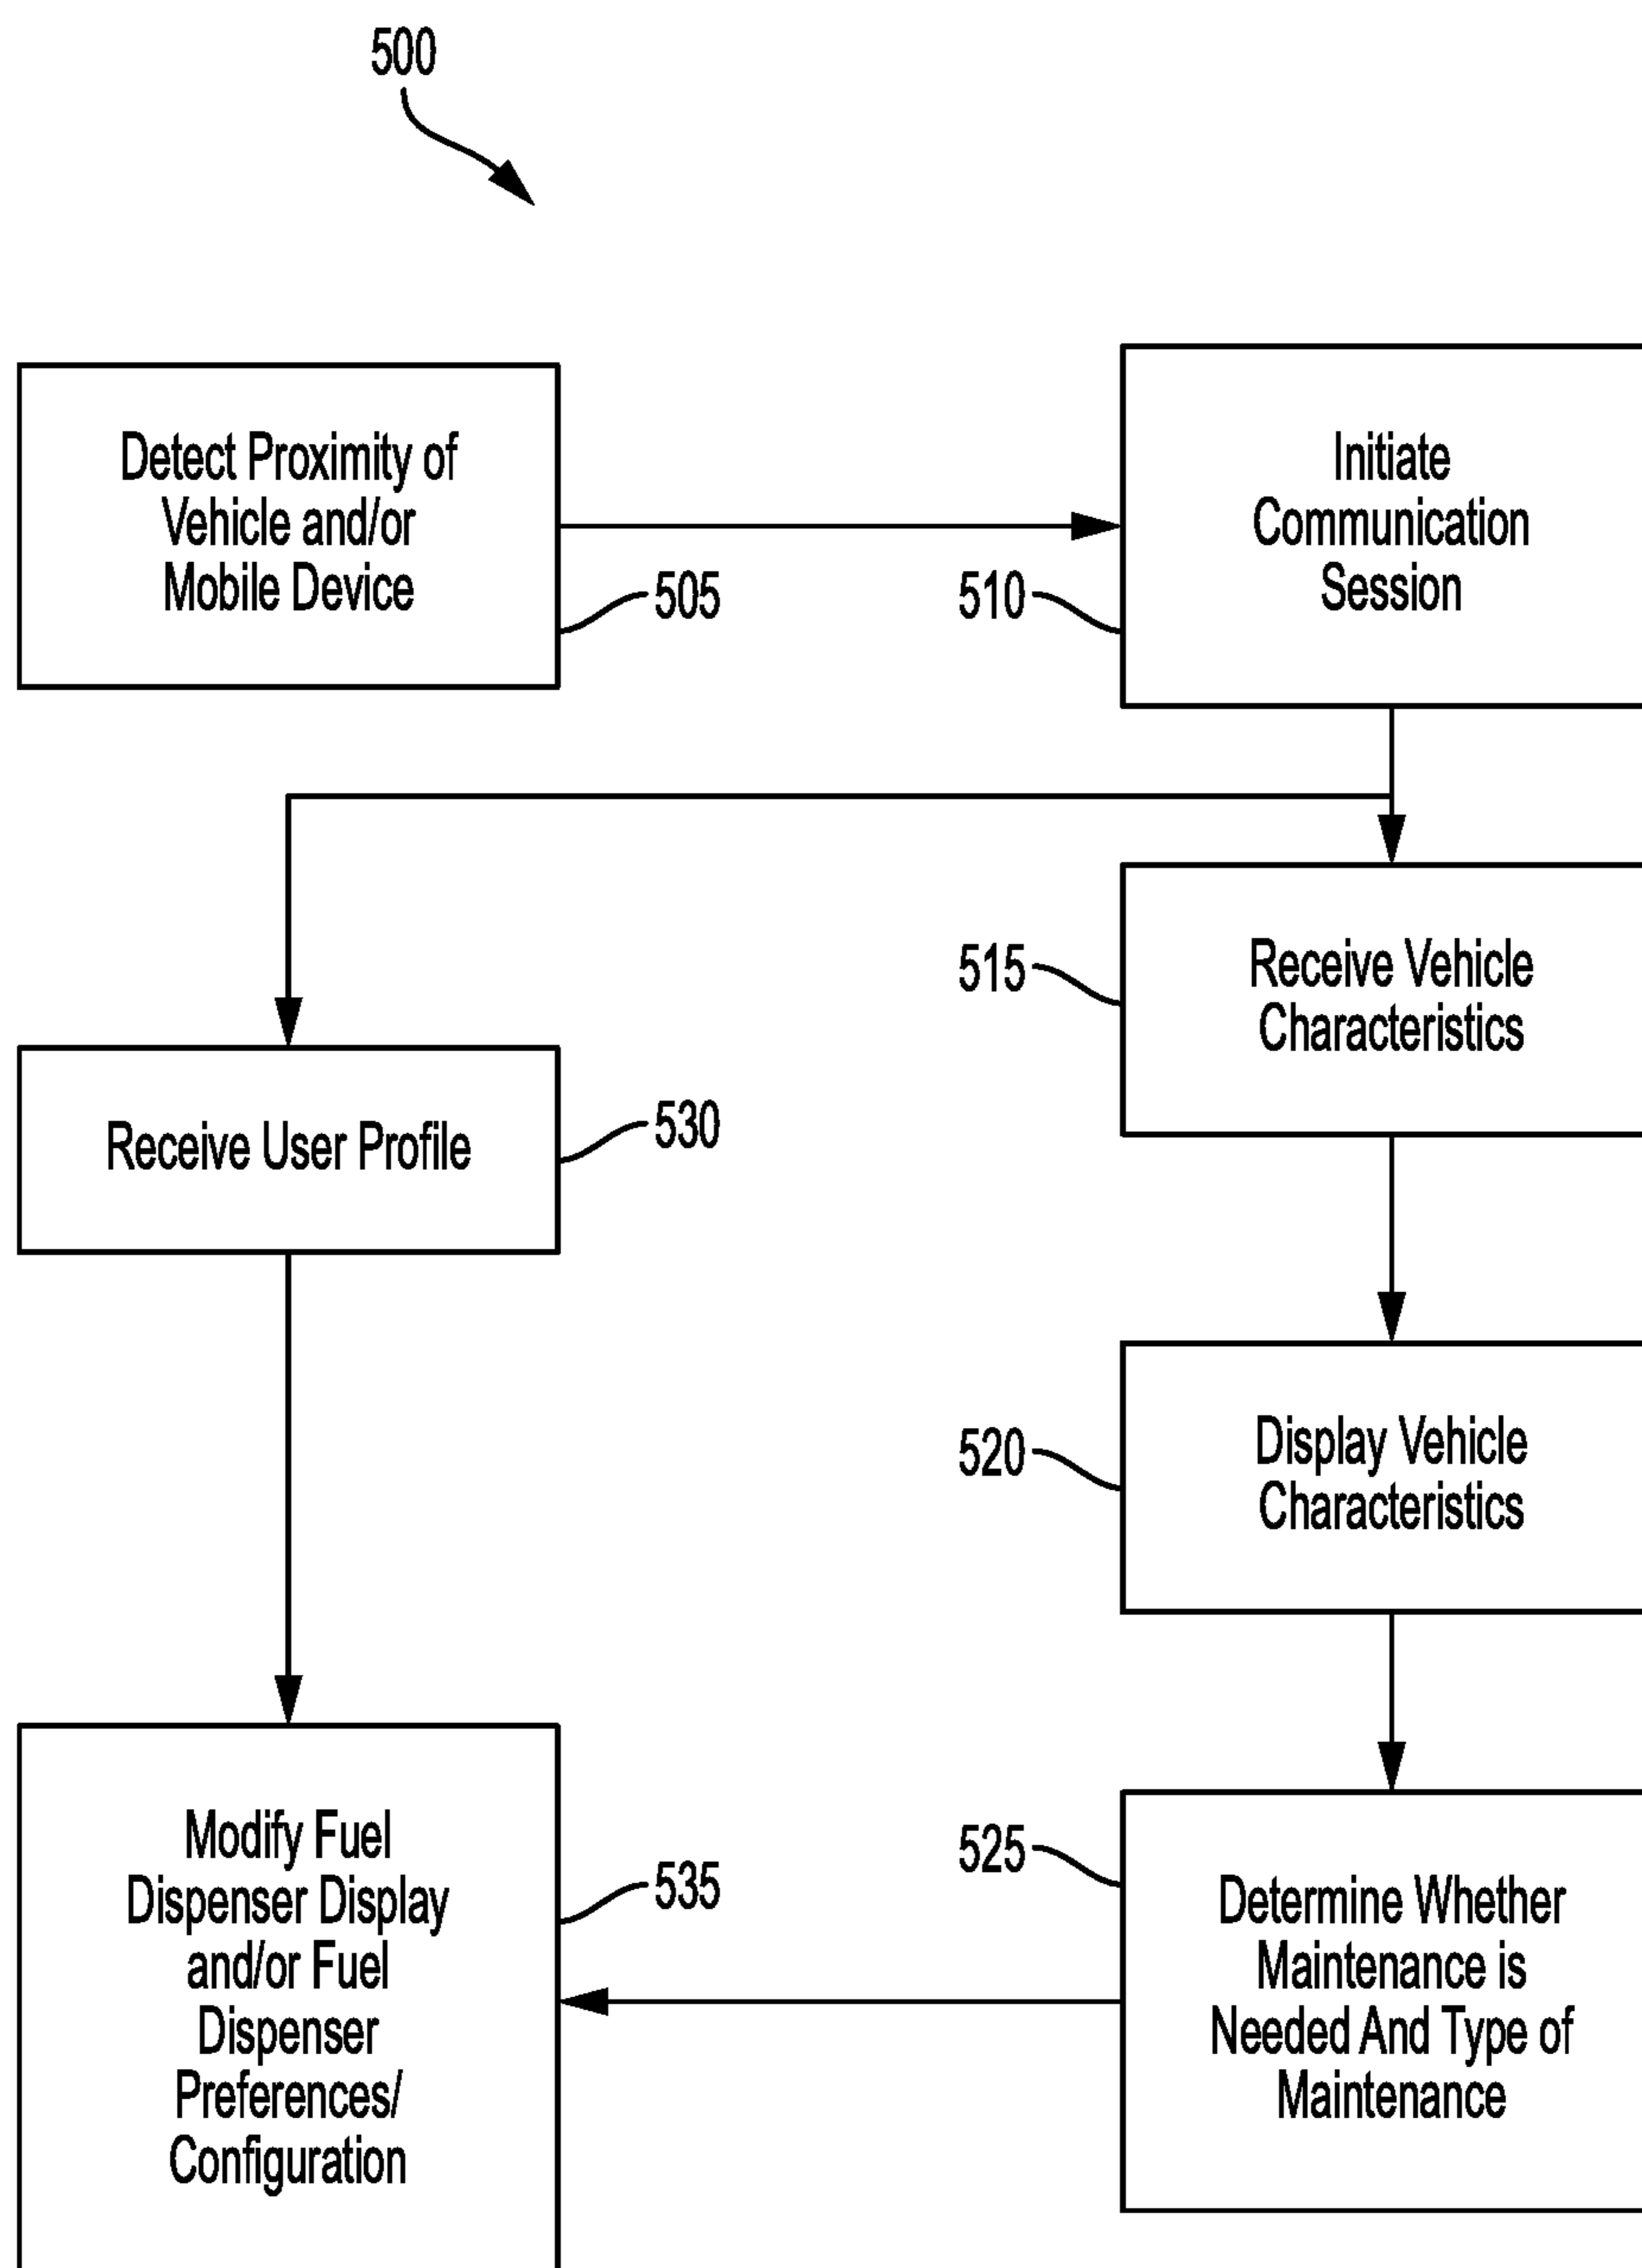 500
Detect Proximity of
Vehicle and/or
Mobile Device
505
510
Initiate
Communication
Session
515
Receive Vehicle
Characteristics
Receive User Profile
530
520
Display Vehicle
Characteristics
Modify Fuel
Dispenser Display
and/or Fuel
Dispenser
Preferences/
Configuration
535
525
Determine Whether
Maintenance is
Needed And Type of
Maintenance